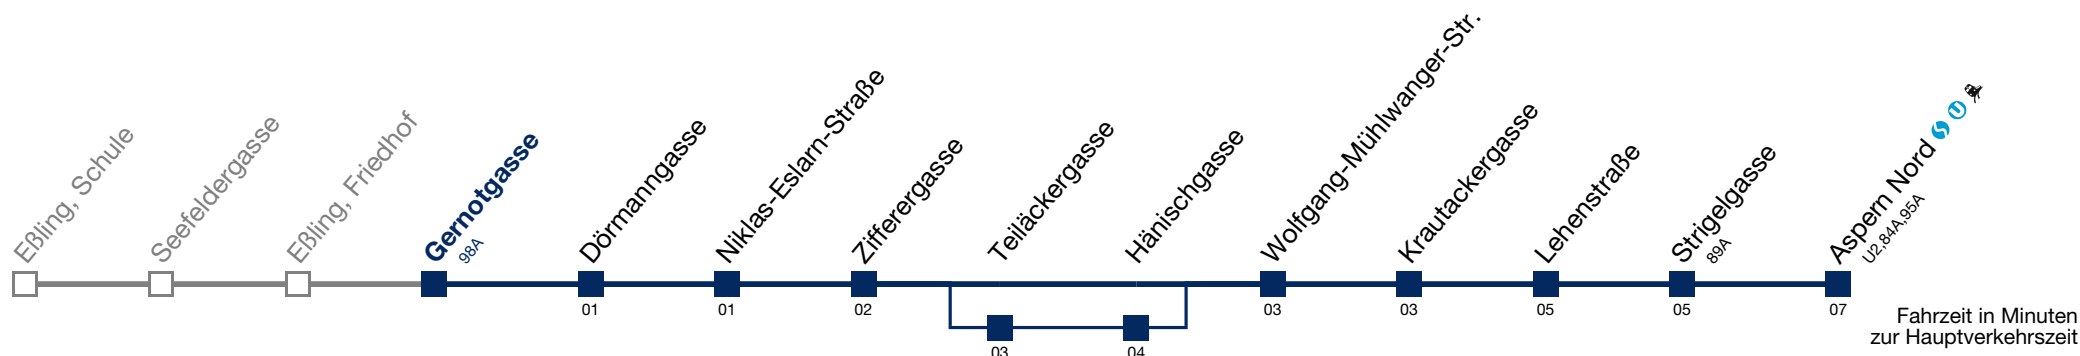 Eßling, Schule
Seefeldergasse
Eßling, Friedhof
Gernotgasse
98A
Dörmanngasse
01
Niklas-Eslarn-Straße
01
Zifferergasse
02
Teiläckergasse
03
Hänischgasse
04
Wolfgang-Mühlwanger-Str.
03
Krautackergasse
03
Lehenstraße
05
Strigelgasse
89A
05
Aspern Nord S U
U2,84A,95A
07
Fahrzeit in Minuten
zur Hauptverkehrszeit